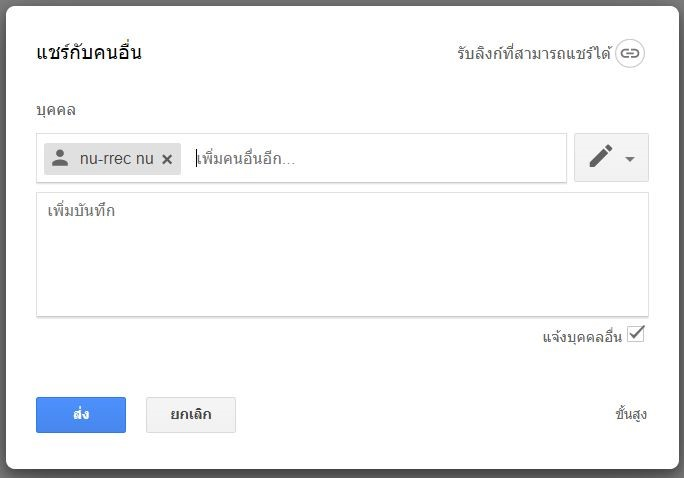 แชร์กับคนอื่น
รับลิงก์ที่สามารถแชร์ได้
บุคคล
nu-rrec nu × เพิ่มคนอื่นอีก...
เพิ่มบันทึก
แจ้งบุคคลอื่น
ส่ง
ยกเลิก
ขั้นสูง